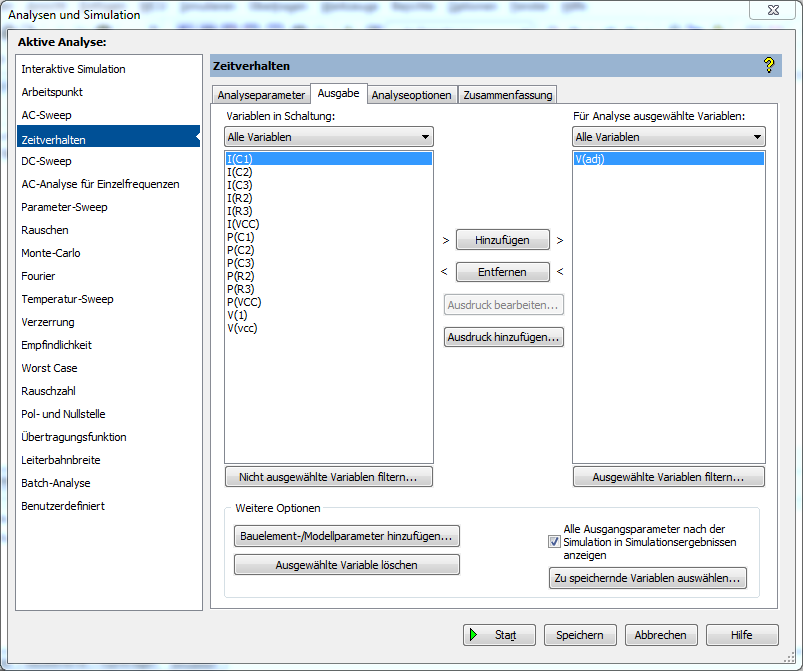 Analysen und Simulation
Aktive Analyse:
Interaktive Simulation
Arbeitspunkt
AC-Sweep
Zeitverhalten
DC-Sweep
AC-Analyse für Einzelfrequenzen
Parameter-Sweep
Rauschen
Monte-Carlo
Fourier
Temperatur-Sweep
Verzerrung
Empfindlichkeit
Worst Case
Rauschzahl
Pol- und Nullstelle
Übertragungsfunktion
Leiterbahnbreite
Batch-Analyse
Benutzerdefiniert
Zeitverhalten
Analyseparameter Ausgabe Analyseoptionen Zusammenfassung
Variablen in Schaltung:
Alle Variablen
I(C1)
I(C2)
I(C3)
I(R2)
I(R3)
I(VCC)
P(C1)
P(C2)
P(C3)
P(R2)
P(R3)
P(VCC)
V(1)
V(vcc)
Nicht ausgewählte Variablen filtern...
> Hinzufügen >
< Entfernen <
Ausdruck bearbeiten...
Ausdruck hinzufügen...
Für Analyse ausgewählte Variablen:
Alle Variablen
V(adj)
Ausgewählte Variablen filtern...
Weitere Optionen
Bauelement-/Modellparameter hinzufügen...
Ausgewählte Variable löschen
Alle Ausgangsparameter nach der
Simulation in Simulationsergebnissen
anzeigen
Zu speichernde Variablen auswählen...
Start Speichern Abbrechen Hilfe